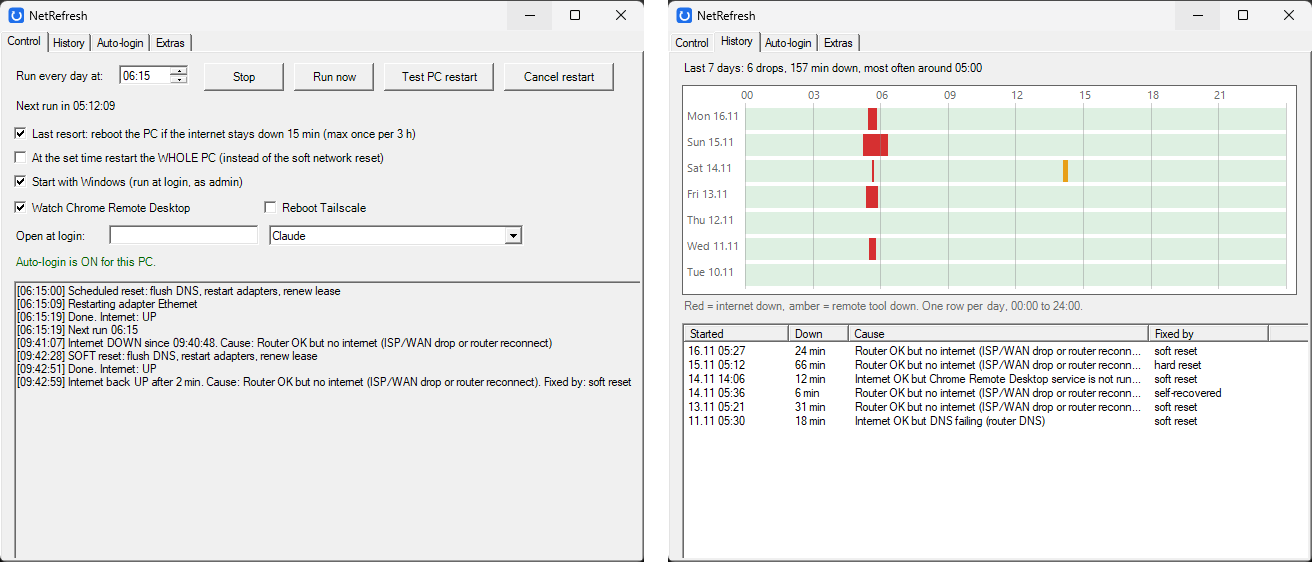 NetRefresh
Control History Auto-login Extras
Run every day at: 06:15 Stop Run now Test PC restart Cancel restart
Next run in 05:12:09
Last resort: reboot the PC if the internet stays down 15 min (max once per 3 h)
At the set time restart the WHOLE PC (instead of the soft network reset)
Start with Windows (run at login, as admin)
Watch Chrome Remote Desktop Reboot Tailscale
Open at login: Claude
Auto-login is ON for this PC.
[06:15:00] Scheduled reset: flush DNS, restart adapters, renew lease
[06:15:09] Restarting adapter Ethernet
[06:15:19] Done. Internet: UP
[06:15:19] Next run 06:15
[09:41:07] Internet DOWN since 09:40:48. Cause: Router OK but no internet (ISP/WAN drop or router reconnect)
[09:42:28] SOFT reset: flush DNS, restart adapters, renew lease
[09:42:51] Done. Internet: UP
[09:42:59] Internet back UP after 2 min. Cause: Router OK but no internet (ISP/WAN drop or router reconnect). Fixed by: soft reset
NetRefresh
Control History Auto-login Extras
Last 7 days: 6 drops, 157 min down, most often around 05:00
00 03 06 09 12 15 18 21
Mon 16.11
Sun 15.11
Sat 14.11
Fri 13.11
Thu 12.11
Wed 11.11
Tue 10.11
Red = internet down, amber = remote tool down. One row per day, 00:00 to 24:00.
Started Down Cause Fixed by
16.11 05:27 24 min Router OK but no internet (ISP/WAN drop or router reconn... soft reset
15.11 05:12 66 min Router OK but no internet (ISP/WAN drop or router reconn... hard reset
14.11 14:06 12 min Internet OK but Chrome Remote Desktop service is not run... soft reset
14.11 05:36 6 min Router OK but no internet (ISP/WAN drop or router reconn... self-recovered
13.11 05:21 31 min Router OK but no internet (ISP/WAN drop or router reconn... soft reset
11.11 05:30 18 min Internet OK but DNS failing (router DNS) soft reset